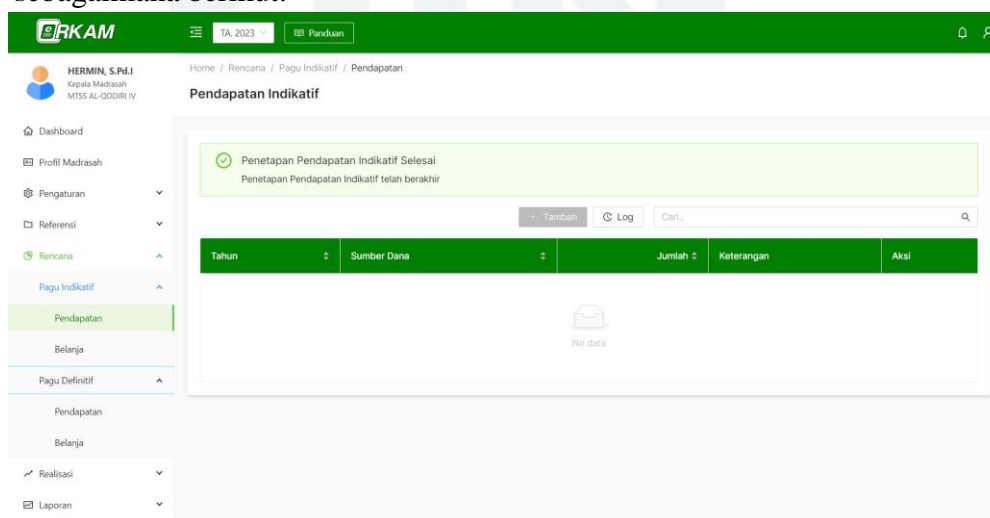 sebagaimana berikut:
eRKAM
TA. 2023
Panduan
HERMIN, S.Pd.I
Kepala Madrasah
MTSS AL-QODIRI IV
Home / Rencana / Pagu Indikatif / Pendapatan
Pendapatan Indikatif
Dashboard
Profil Madrasah
Pengaturan
Referensi
Rencana
Pagu Indikatif
Pendapatan
Belanja
Pagu Definitif
Pendapatan
Belanja
Realisasi
Laporan
Penetapan Pendapatan Indikatif Selesai
Penetapan Pendapatan Indikatif telah berakhir
+ Tambah
Log
Cari..
Tahun Sumber Dana Jumlah Keterangan Aksi
No data